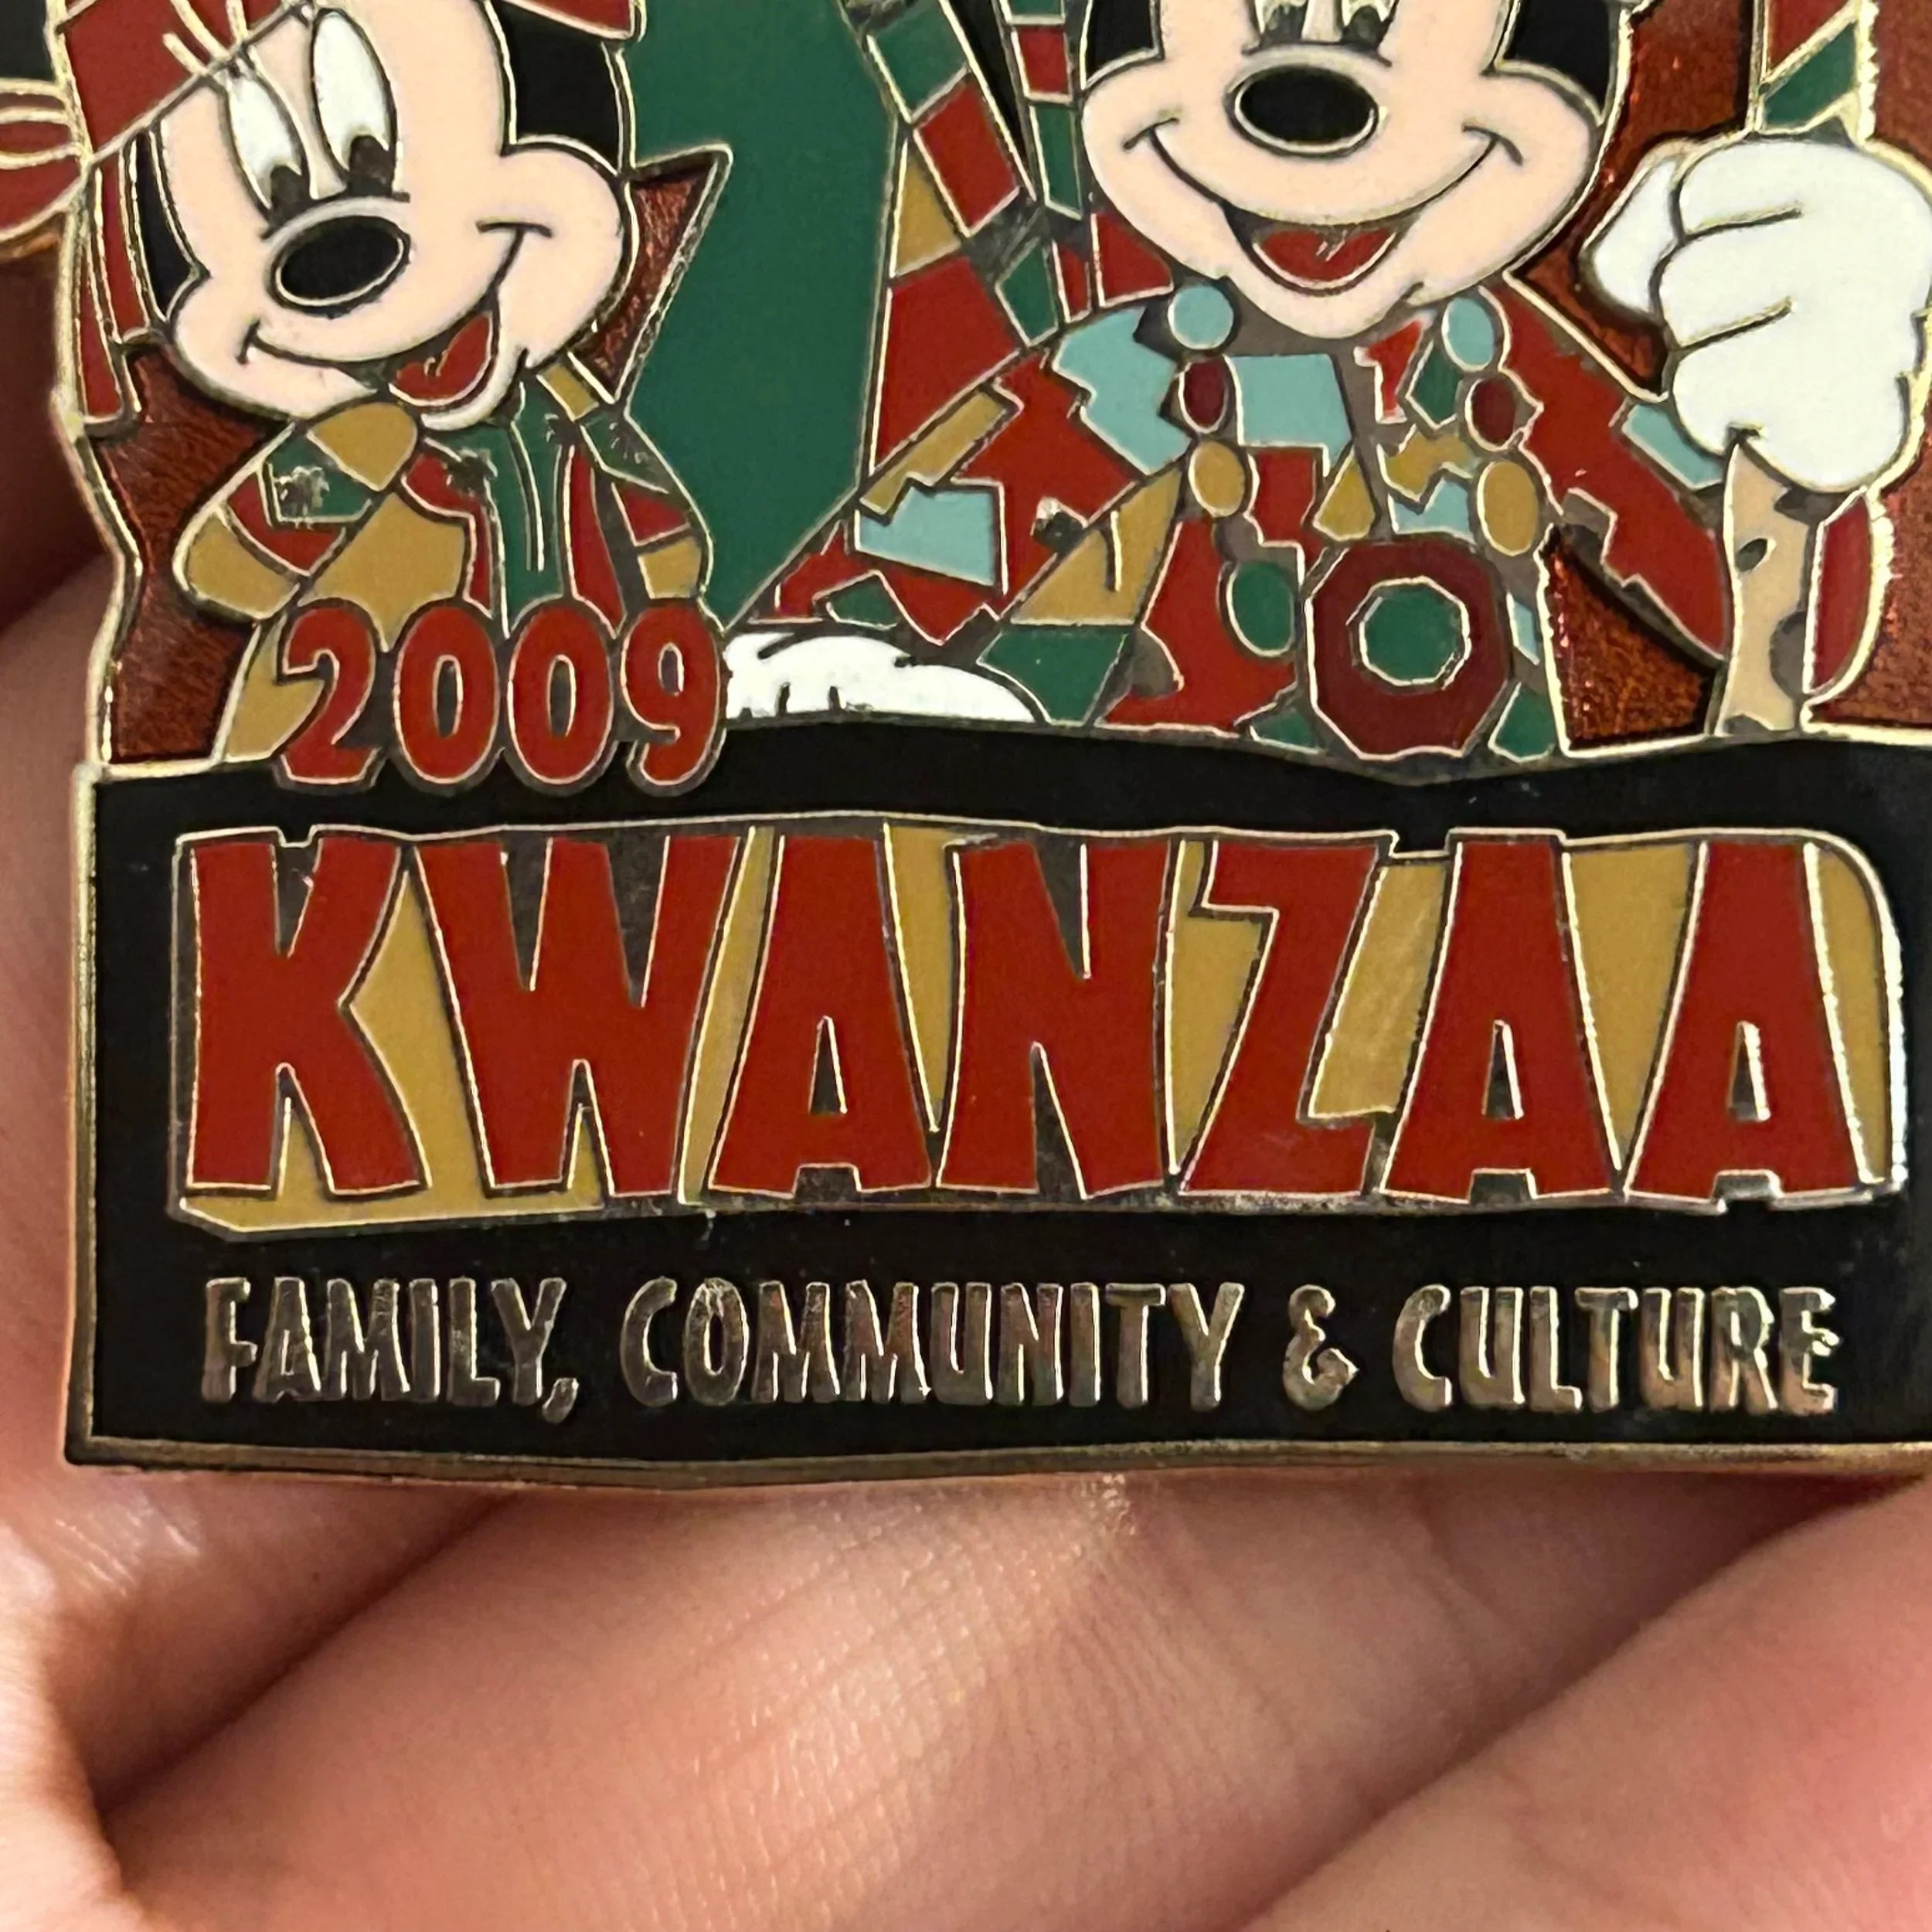 2009
KWANZAA
FAMILY, COMMUNITY & CULTURE